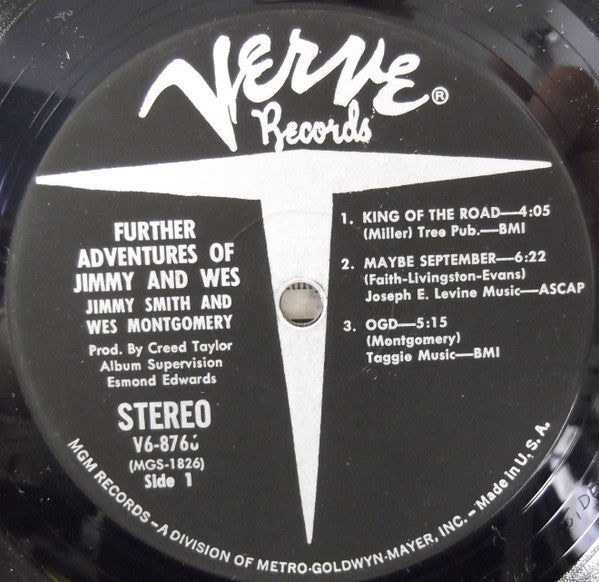 Verve®
Records
FURTHER
ADVENTURES OF
JIMMY AND WES
JIMMY SMITH AND
WES MONTGOMERY
Prod. By Creed Taylor
Album Supervision
Esmond Edwards
STEREO
V6-8766
(MGS-1826)
Side 1
1. KING OF THE ROAD—4:05
(Miller) Tree Pub.—BMI
2. MAYBE SEPTEMBER—6:22
(Faith-Livingston-Evans)
Joseph E. Levine Music—ASCAP
3. OGD—5:15
(Montgomery)
Taggie Music—BMI
MGM RECORDS—A DIVISION OF METRO-GOLDWYN-MAYER, INC.—Made in U.S.A.
SIDE